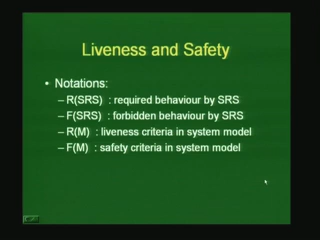 Liveness and Safety
• Notations:
– R(SRS) : required behaviour by SRS
– F(SRS) : forbidden behaviour by SRS
– R(M) : liveness criteria in system model
– F(M) : safety criteria in system model